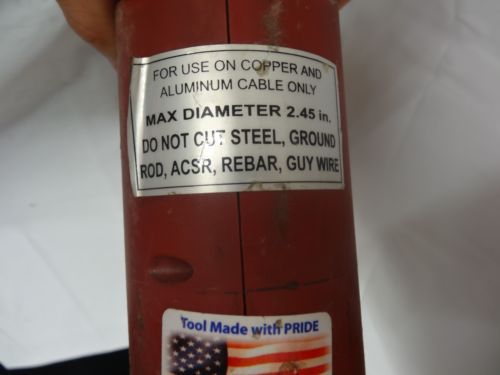 FOR USE ON COPPER AND
ALUMINUM CABLE ONLY
MAX DIAMETER 2.45 in.
DO NOT CUT STEEL, GROUND
ROD, ACSR, REBAR, GUY WIRE
Tool Made with PRIDE